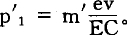 p′₁ = m′ ev/EC。